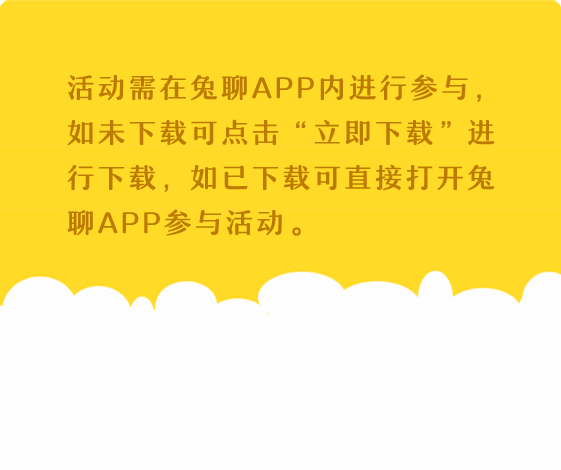 活动需在兔聊APP内进行参与，
如未下载可点击“立即下载”进
行下载，如已下载可直接打开兔
聊APP参与活动。